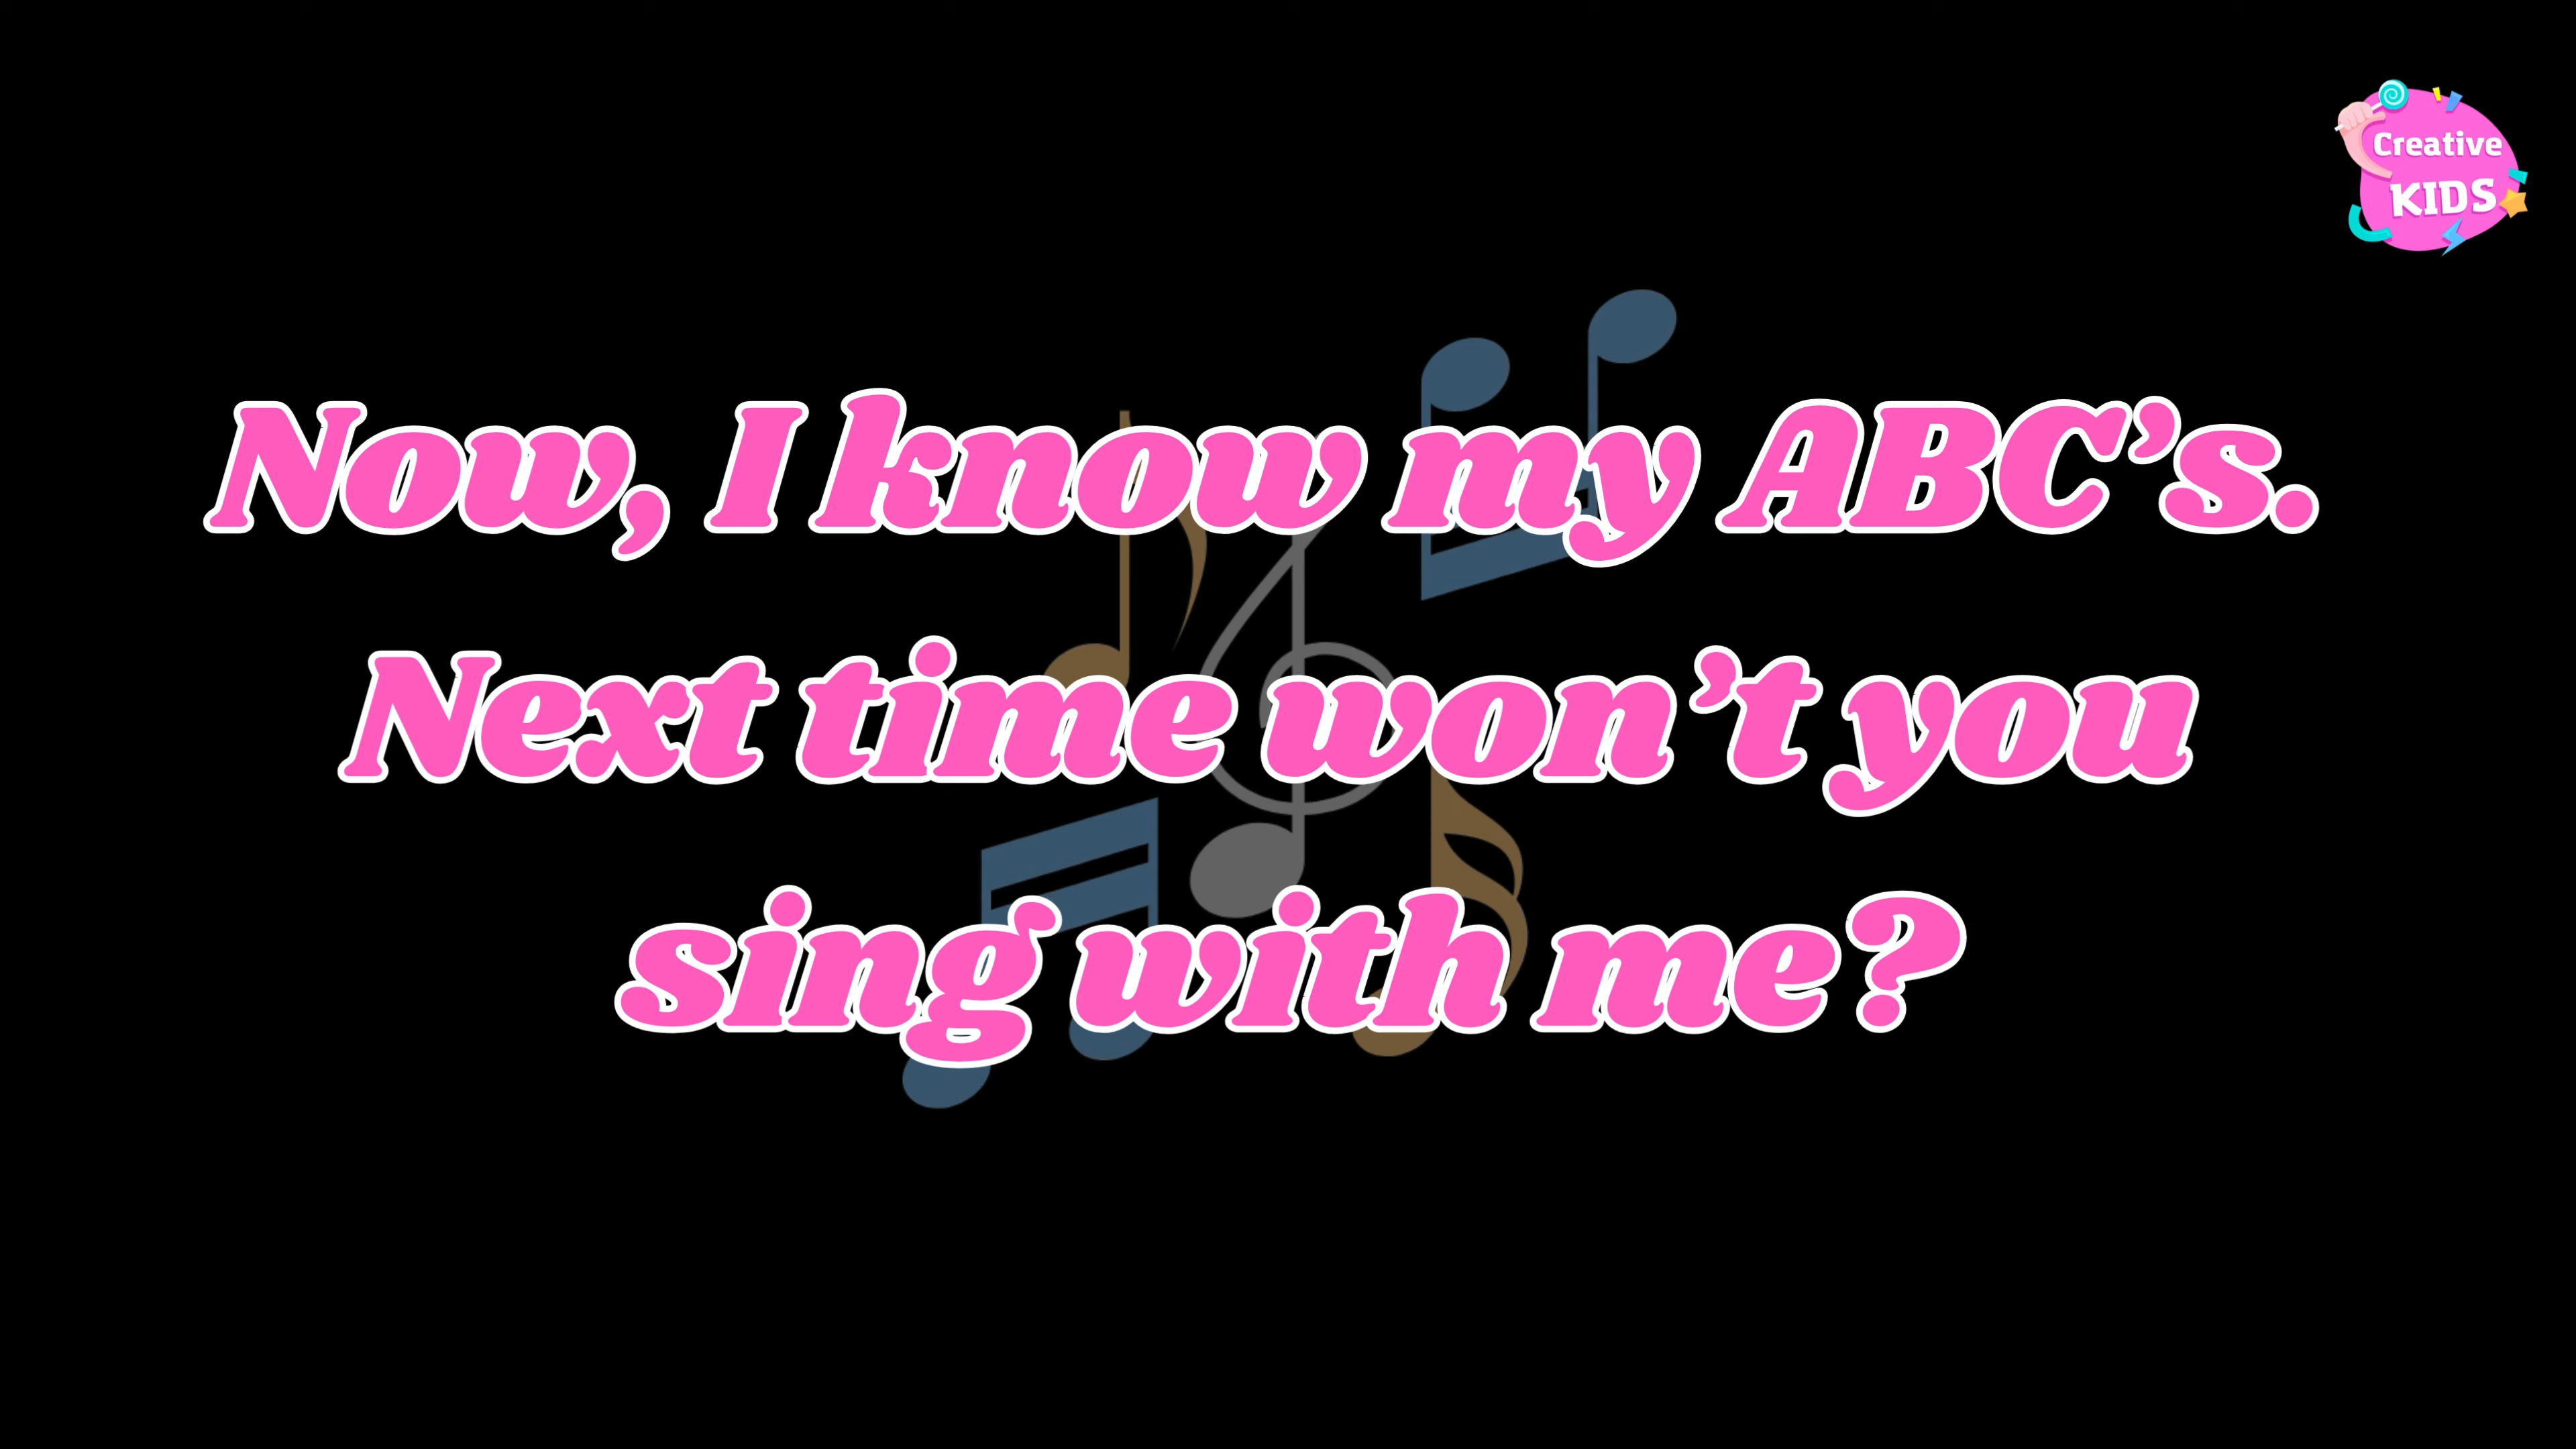 Creative
KIDS
Now, I know my ABC’s.
Next time won’t you
sing with me?